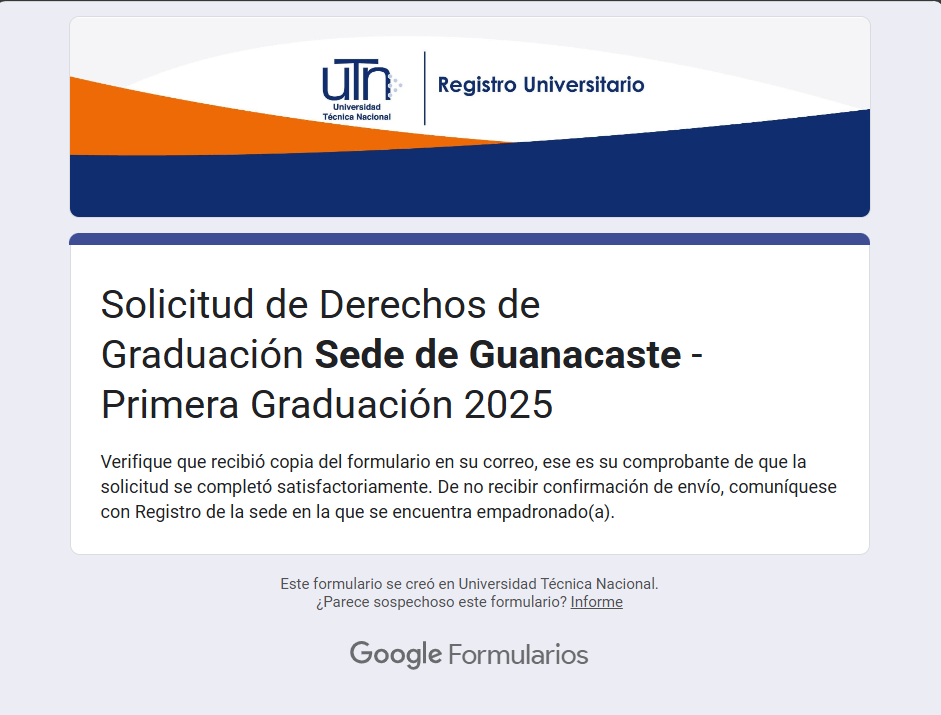 uTn
Universidad
Técnica Nacional
Registro Universitario
Solicitud de Derechos de
Graduación Sede de Guanacaste -
Primera Graduación 2025
Verifique que recibió copia del formulario en su correo, ese es su comprobante de que la
solicitud se completó satisfactoriamente. De no recibir confirmación de envío, comuníquese
con Registro de la sede en la que se encuentra empadronado(a).
Este formulario se creó en Universidad Técnica Nacional.
¿Parece sospechoso este formulario? Informe
Google Formularios